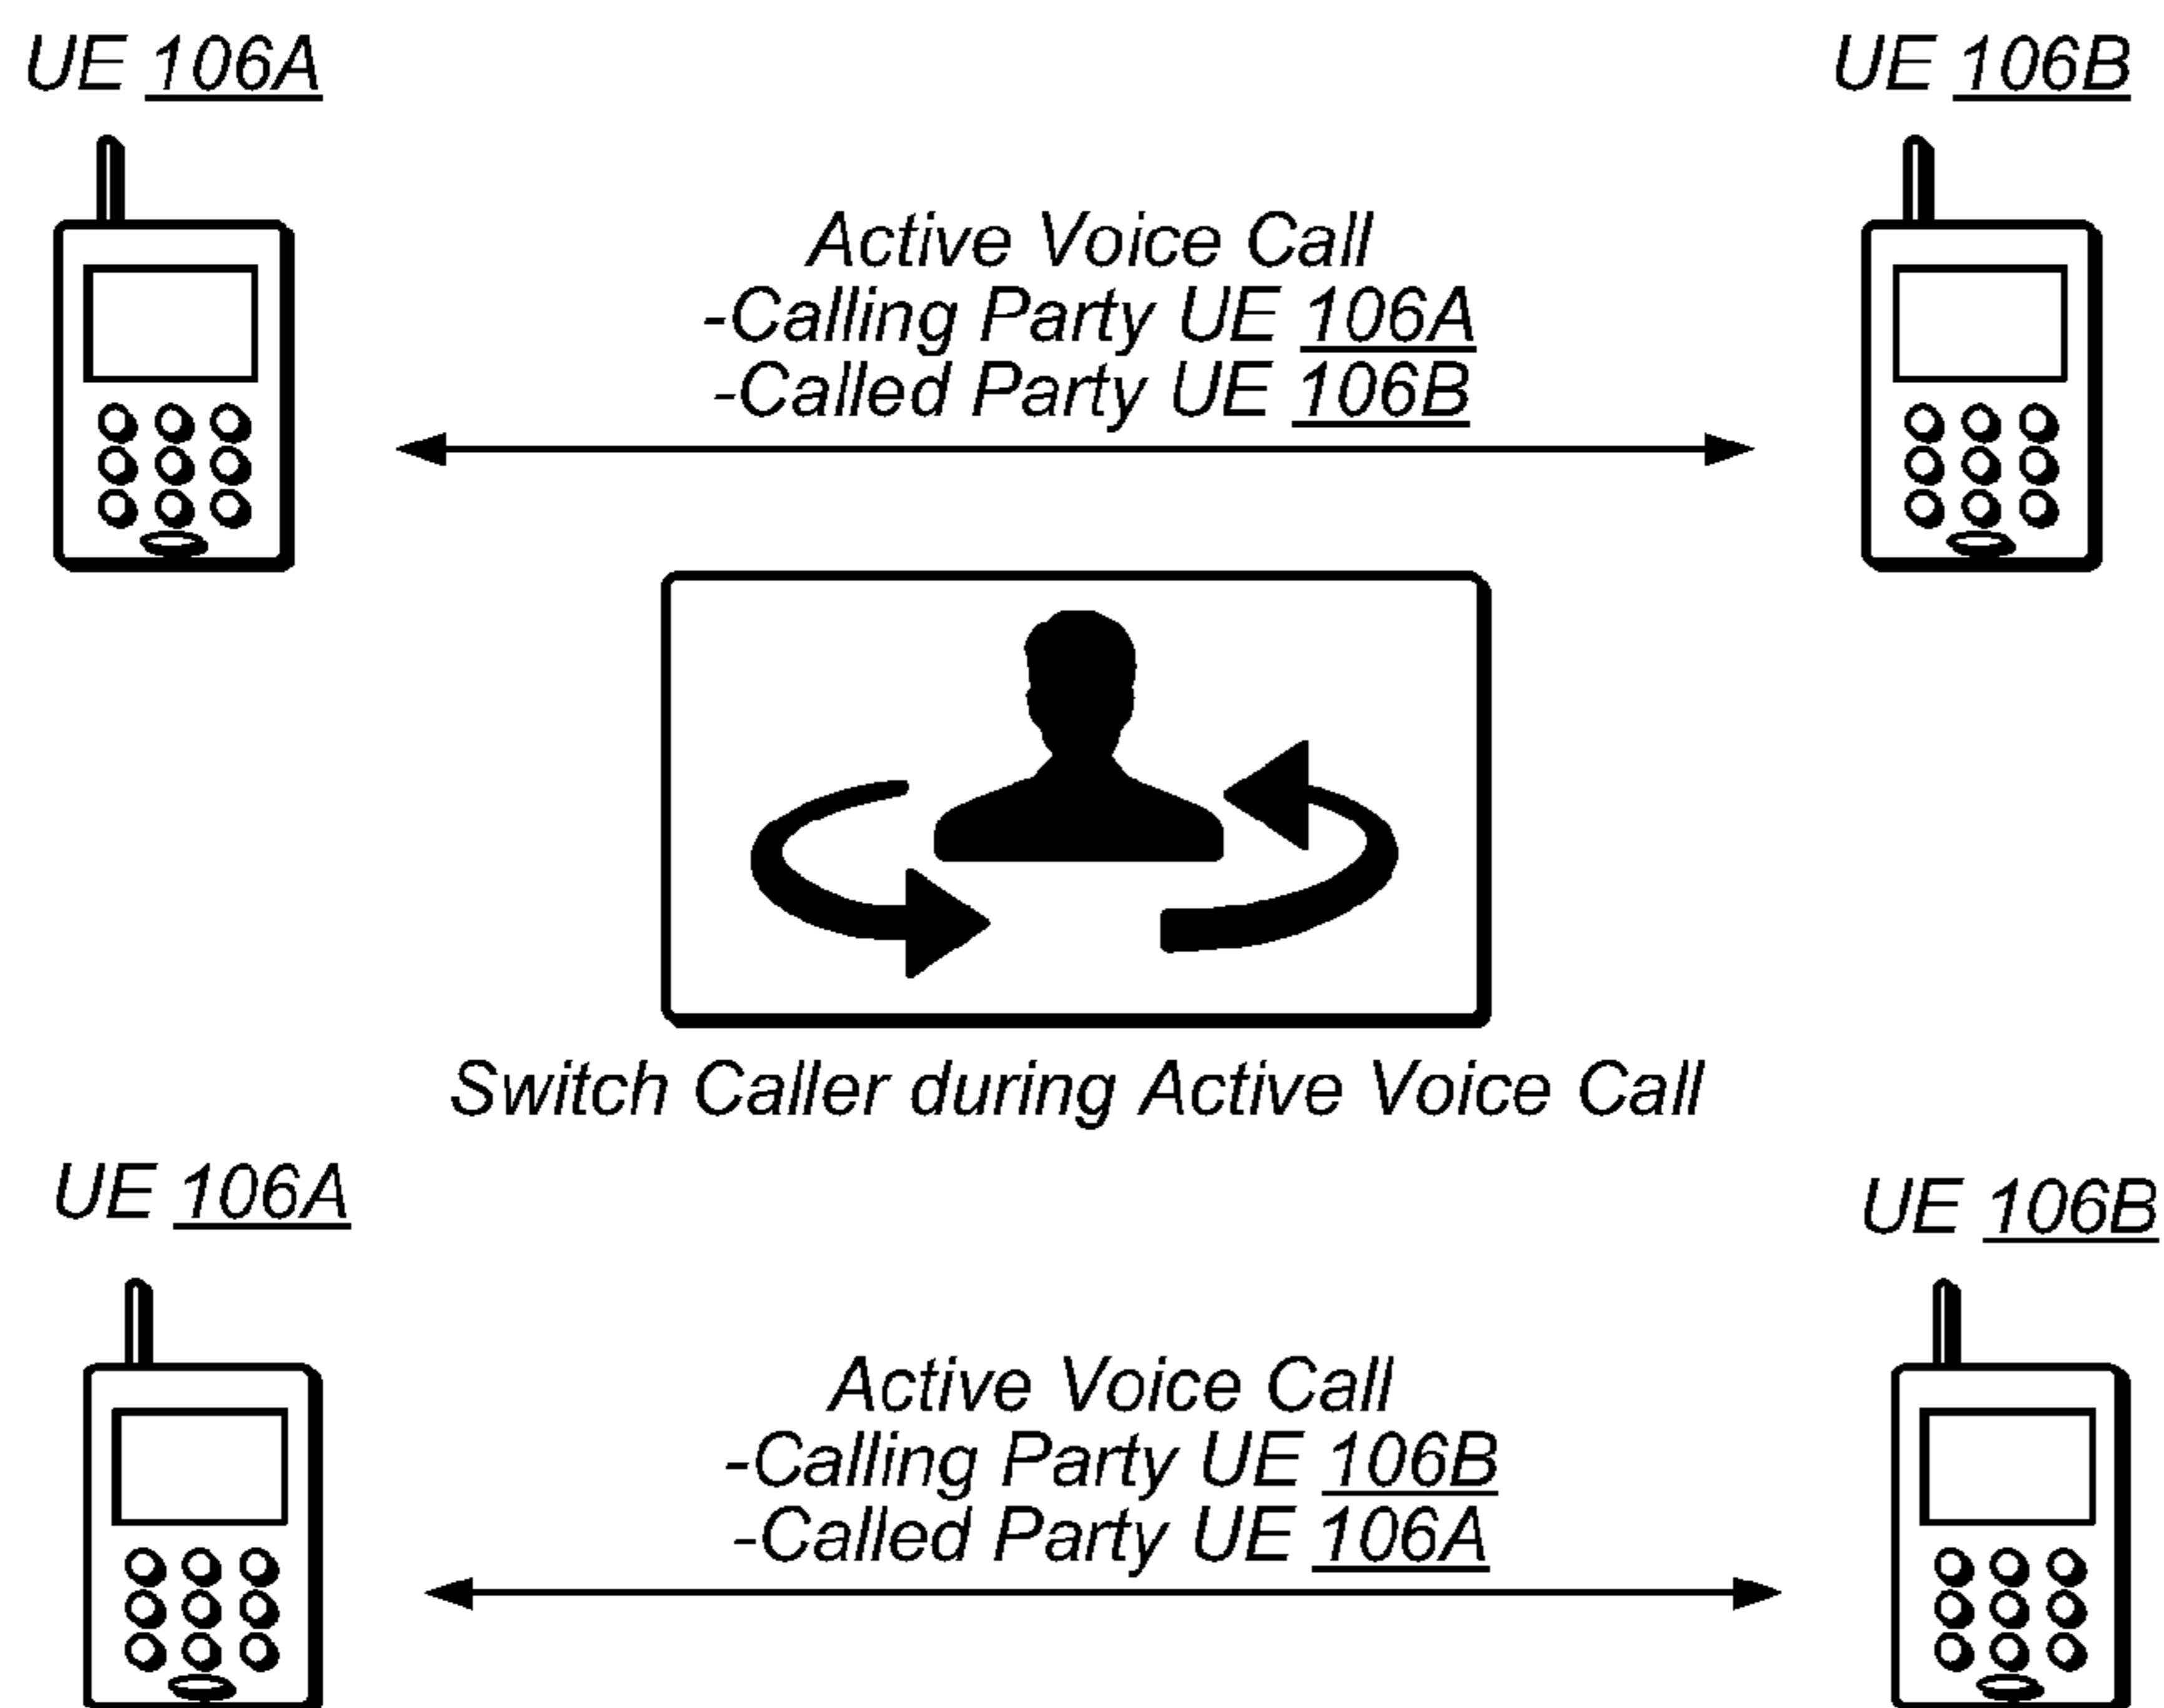 UE 106A
UE 106B
Active Voice Call
-Calling Party UE 106A
-Called Party UE 106B
Switch Caller during Active Voice Call
UE 106A
UE 106B
Active Voice Call
-Calling Party UE 106B
-Called Party UE 106A